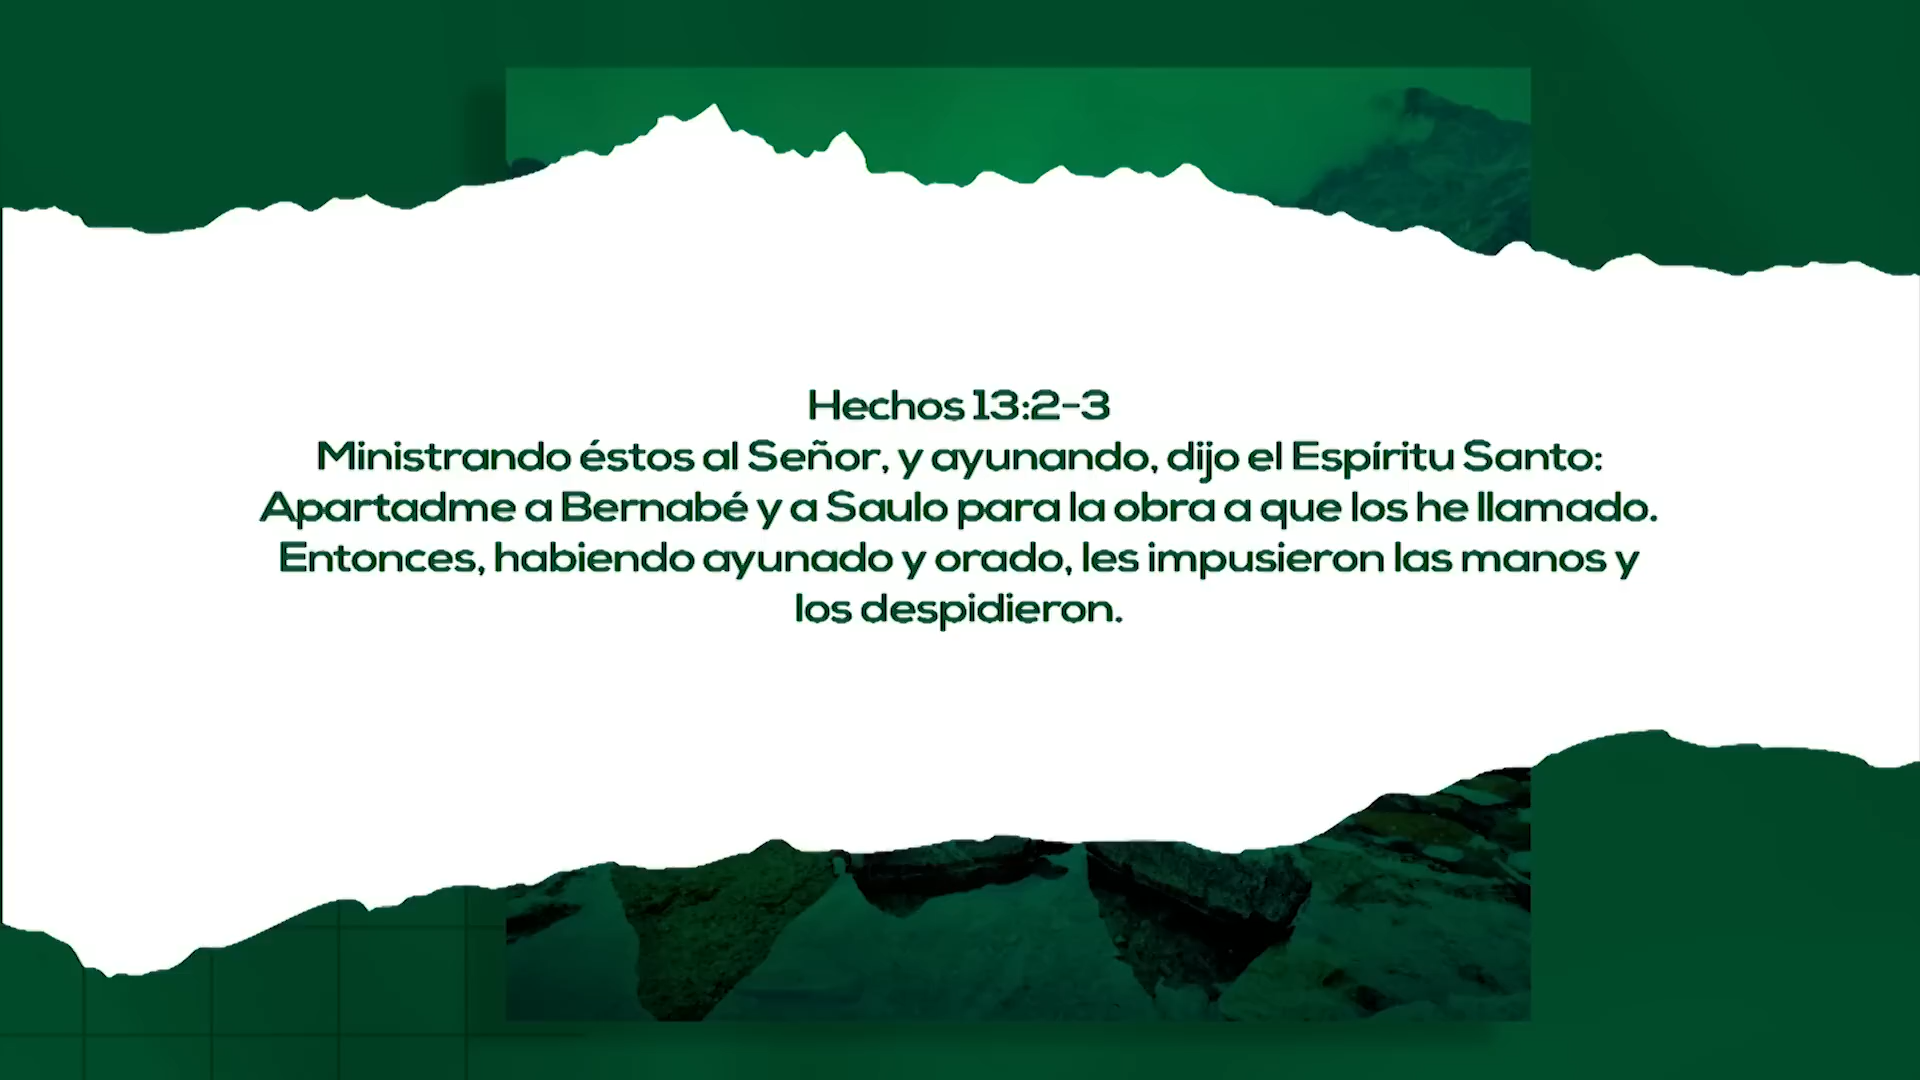 Hechos 13:2-3
Ministrando éstos al Señor, y ayunando, dijo el Espíritu Santo:
Apartadme a Bernabé y a Saulo para la obra a que los he llamado.
Entonces, habiendo ayunado y orado, les impusieron las manos y
los despidieron.